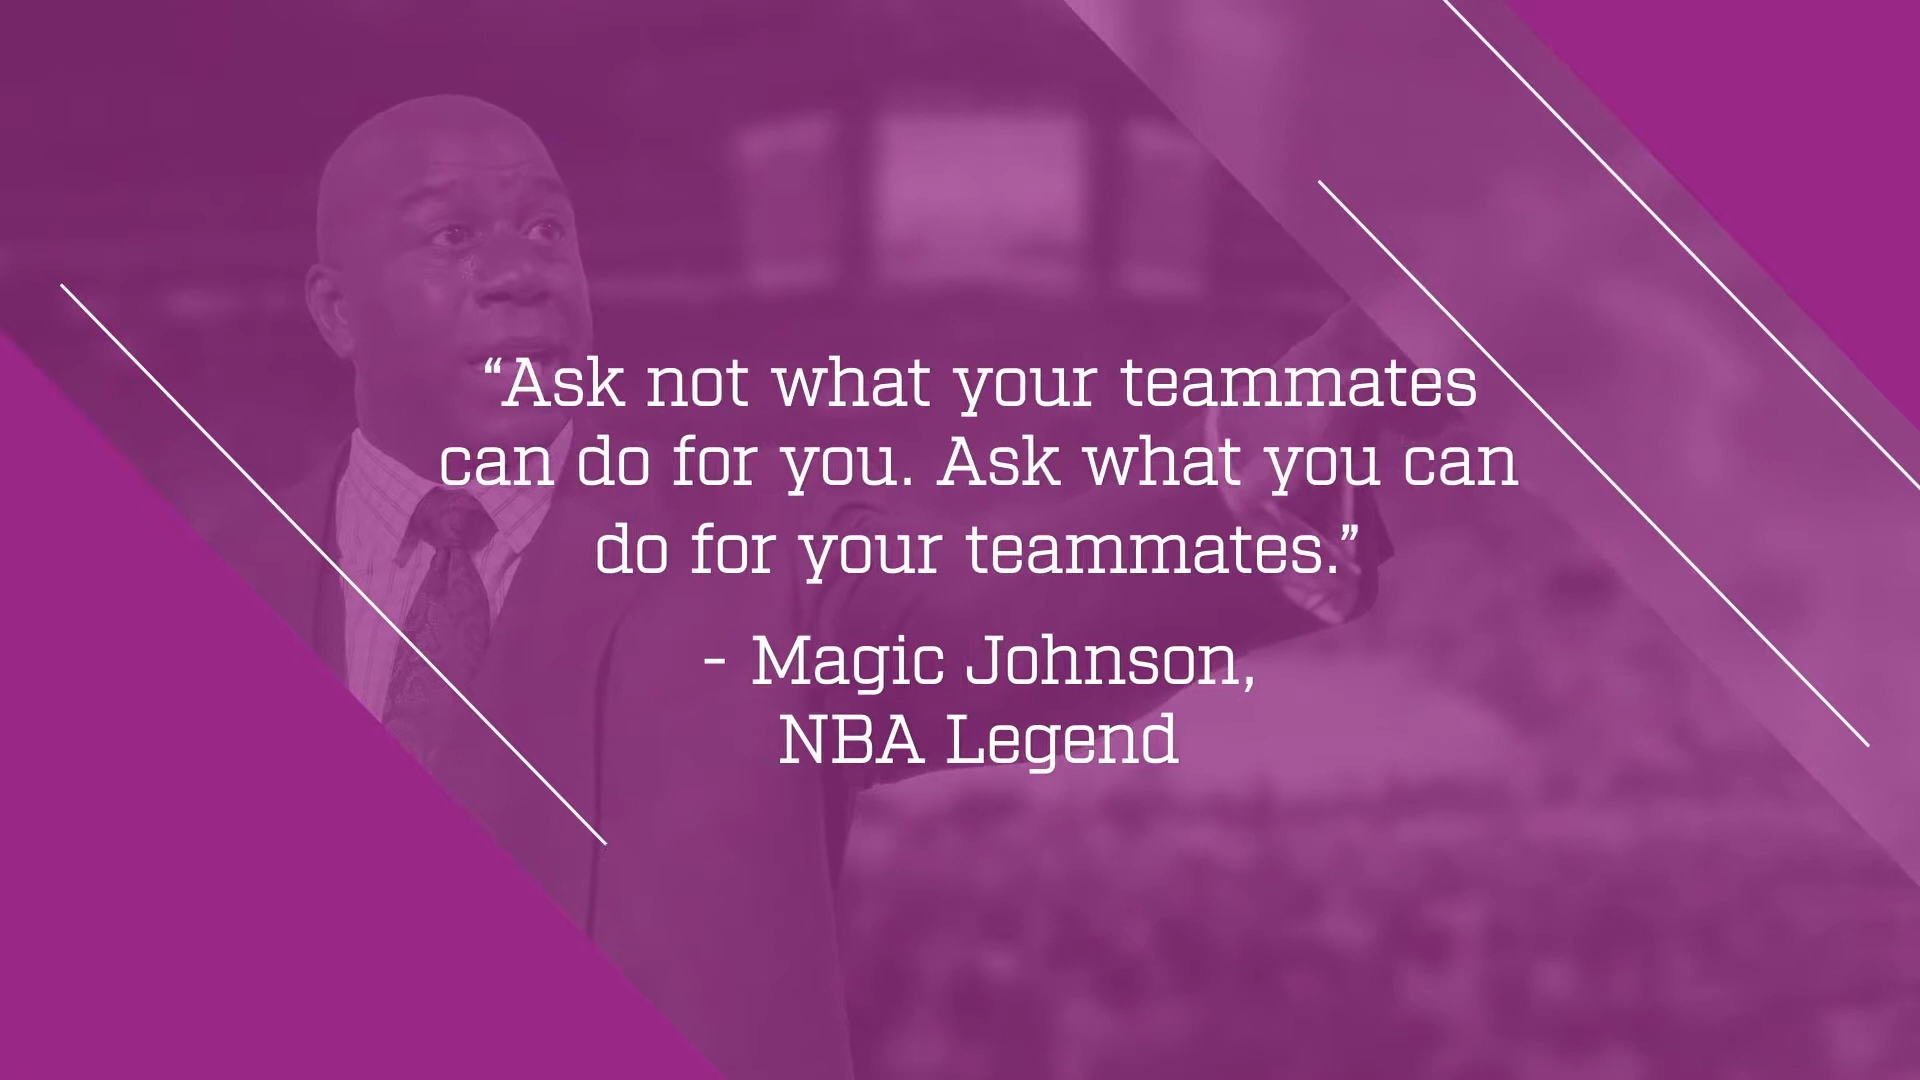 “Ask not what your teammates
can do for you. Ask what you can
do for your teammates.”
- Magic Johnson,
NBA Legend